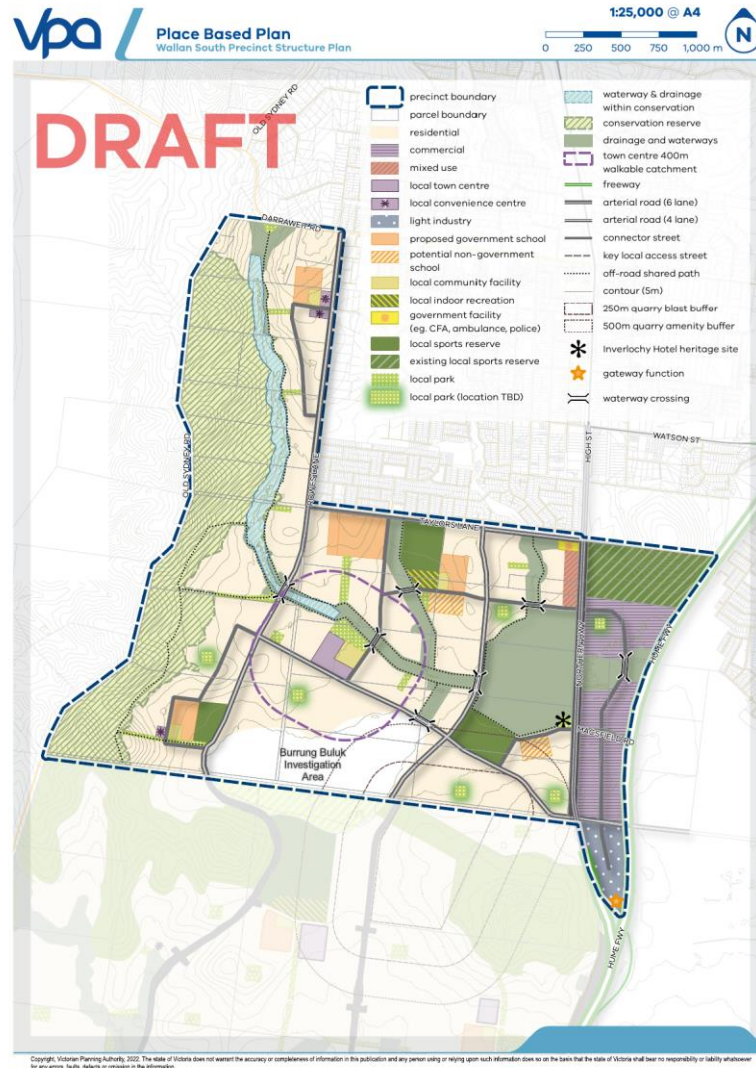 vpa
Place Based Plan
Wallan South Precinct Structure Plan
1:25,000 @ A4
0 250 500 750 1,000 m
N
DRAFT
precinct boundary
parcel boundary
residential
commercial
mixed use
local town centre
local convenience centre
light industry
proposed government school
potential non-government
school
local community facility
local indoor recreation
government facility
(eg. CFA, ambulance, police)
local sports reserve
existing local sports reserve
local park
local park (location TBD)
waterway & drainage
within conservation
conservation reserve
drainage and waterways
town centre 400m
walkable catchment
freeway
arterial road (6 lane)
arterial road (4 lane)
connector street
key local access street
off-road shared path
contour (5m)
250m quarry blast buffer
500m quarry amenity buffer
Inverlochy Hotel heritage site
gateway function
waterway crossing
OLD SYDNEY RD
DARRAWEIT RD
OLD SYDNEY RD
HIGH ST
WATSON ST
TAYLORS LANE
NORTHERN HWY
HUME FWY
MACSFIELD RD
Burrung Buluk
Investigation
Area
HUME FWY
Copyright, Victorian Planning Authority, 2022. The state of Victoria does not warrant the accuracy or completeness of information in this publication and any person using or relying upon such information does so on the basis that the state of Victoria shall bear no responsibility or liability whatsoever
for any errors, faults, defects or omission in the information.